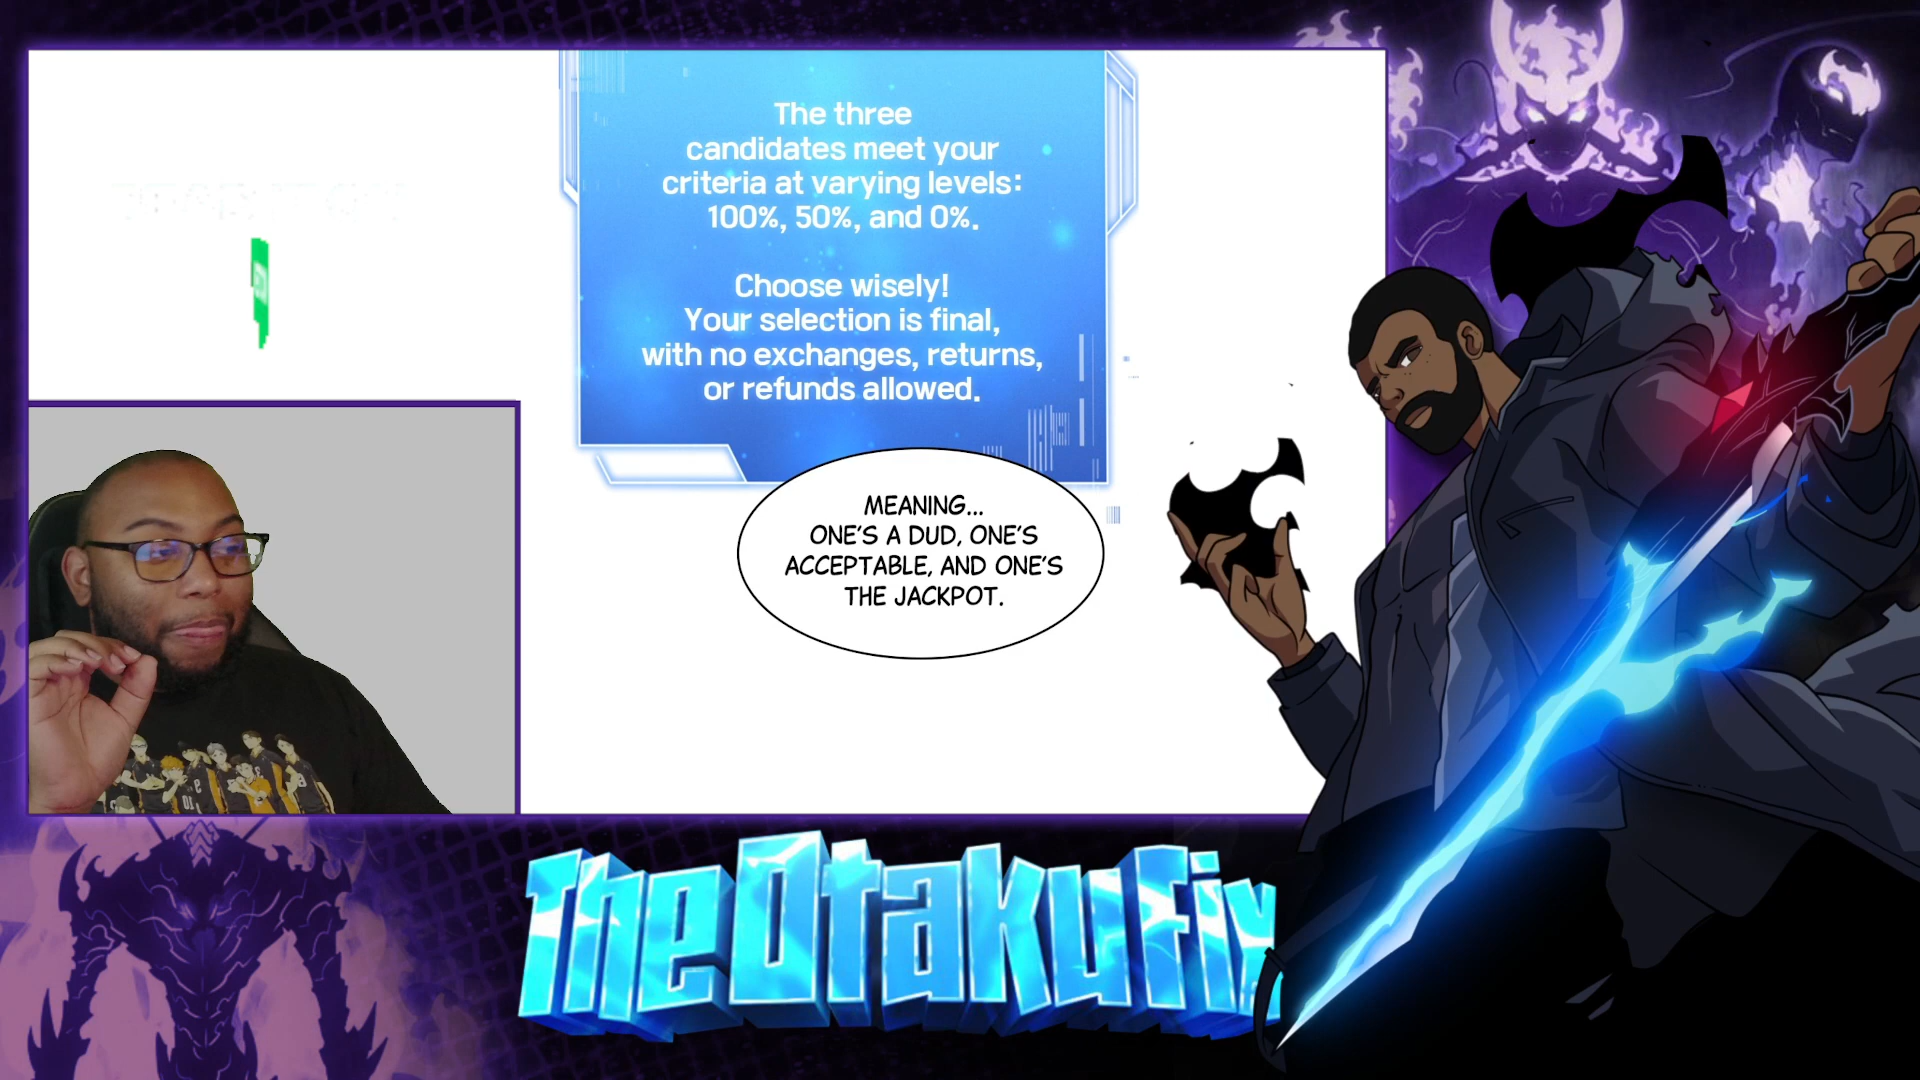 The three
candidates meet your
criteria at varying levels:
100%, 50%, and 0%.
Choose wisely!
Your selection is final,
with no exchanges, returns,
or refunds allowed.
MEANING...
ONE'S A DUD, ONE'S
ACCEPTABLE, AND ONE'S
THE JACKPOT.
TheOtakuFix